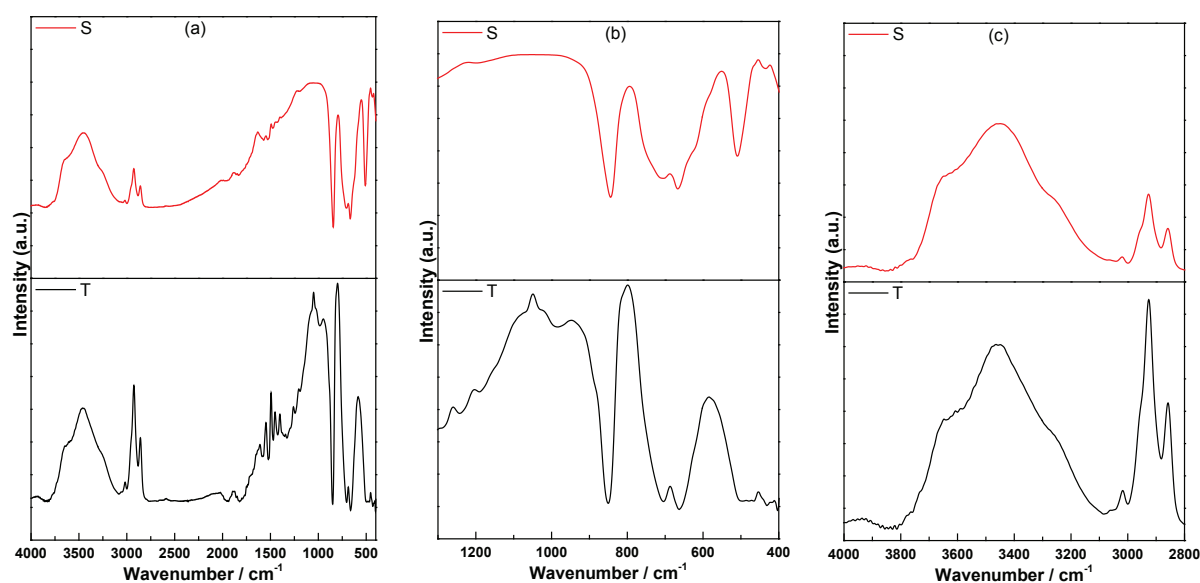 S
(a)
T
Intensity (a.u.)
4000 3500 3000 2500 2000 1500 1000 500
Wavenumber / cm⁻¹
S
(b)
T
Intensity (a.u.)
1200 1000 800 600 400
Wavenumber / cm⁻¹
S
(c)
T
Intensity (a.u.)
4000 3800 3600 3400 3200 3000 2800
Wavenumber / cm⁻¹